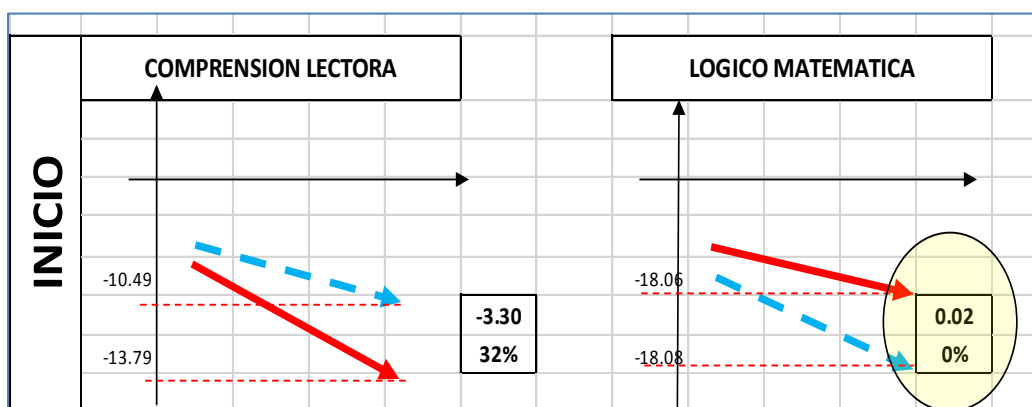 INICIO
COMPRENSION LECTORA
-10.49
-13.79
-3.30
32%
LOGICO MATEMATICA
-18.06
-18.08
0.02
0%